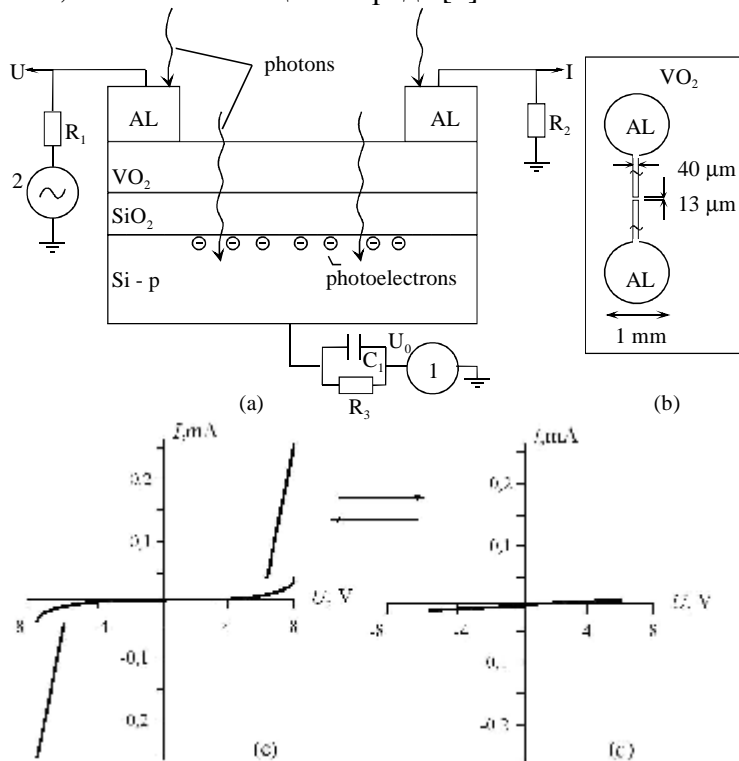 U
photons
I
AL
AL
R₁
R₂
2
VO₂
SiO₂
Si - p
photoelectrons
U₀
C₁
1
R₃
(a)
VO₂
AL
40 µm
13 µm
AL
1 mm
(b)
I,mA
0,2
0,1
U, V
8
4
8
-0,1
0,2
(c)
I,mA
0,2
0,1
U, V
-8
-4
4
8
0,1
-0,2